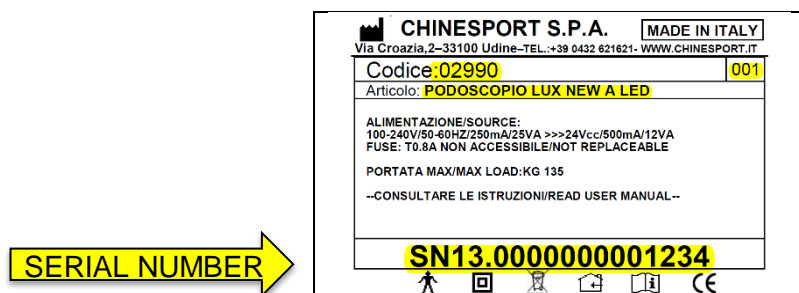 CHINESPORT S.P.A. MADE IN ITALY
Via Croazia,2–33100 Udine–TEL.:+39 0432 621621- WWW.CHINESPORT.IT
Codice:02990 001
Articolo: PODOSCOPIO LUX NEW A LED
ALIMENTAZIONE/SOURCE:
100-240V/50-60HZ/250mA/25VA >>>24Vcc/500mA/12VA
FUSE: T0.8A NON ACCESSIBILE/NOT REPLACEABLE
PORTATA MAX/MAX LOAD:KG 135
--CONSULTARE LE ISTRUZIONI/READ USER MANUAL--
SERIAL NUMBER
SN13.0000000001234
CE